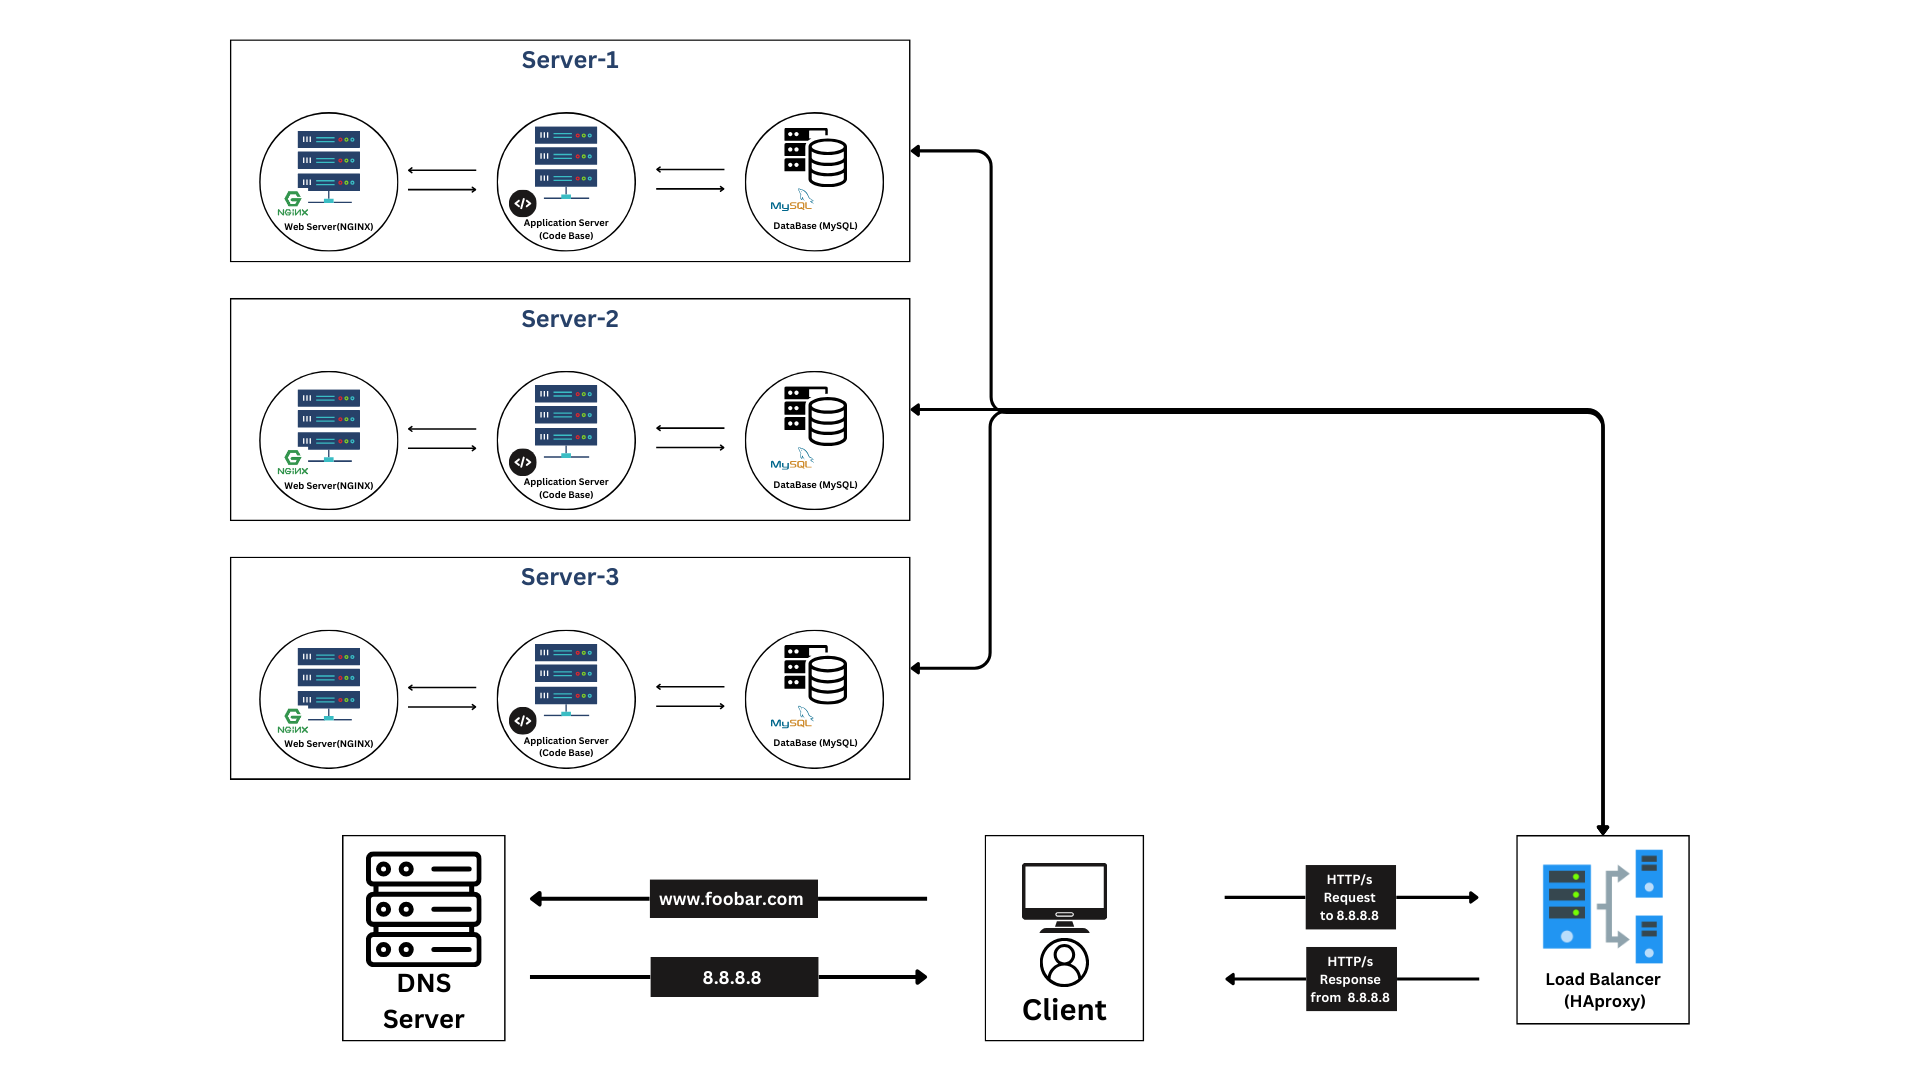 Server-1
NGiNX
Web Server(NGINX)
Application Server
(Code Base)
MySQL
DataBase (MySQL)
Server-2
NGiNX
Web Server(NGINX)
Application Server
(Code Base)
MySQL
DataBase (MySQL)
Server-3
NGiNX
Web Server(NGINX)
Application Server
(Code Base)
MySQL
DataBase (MySQL)
DNS
Server
www.foobar.com
8.8.8.8
Client
HTTP/s
Request
to 8.8.8.8
HTTP/s
Response
from 8.8.8.8
Load Balancer
(HAproxy)